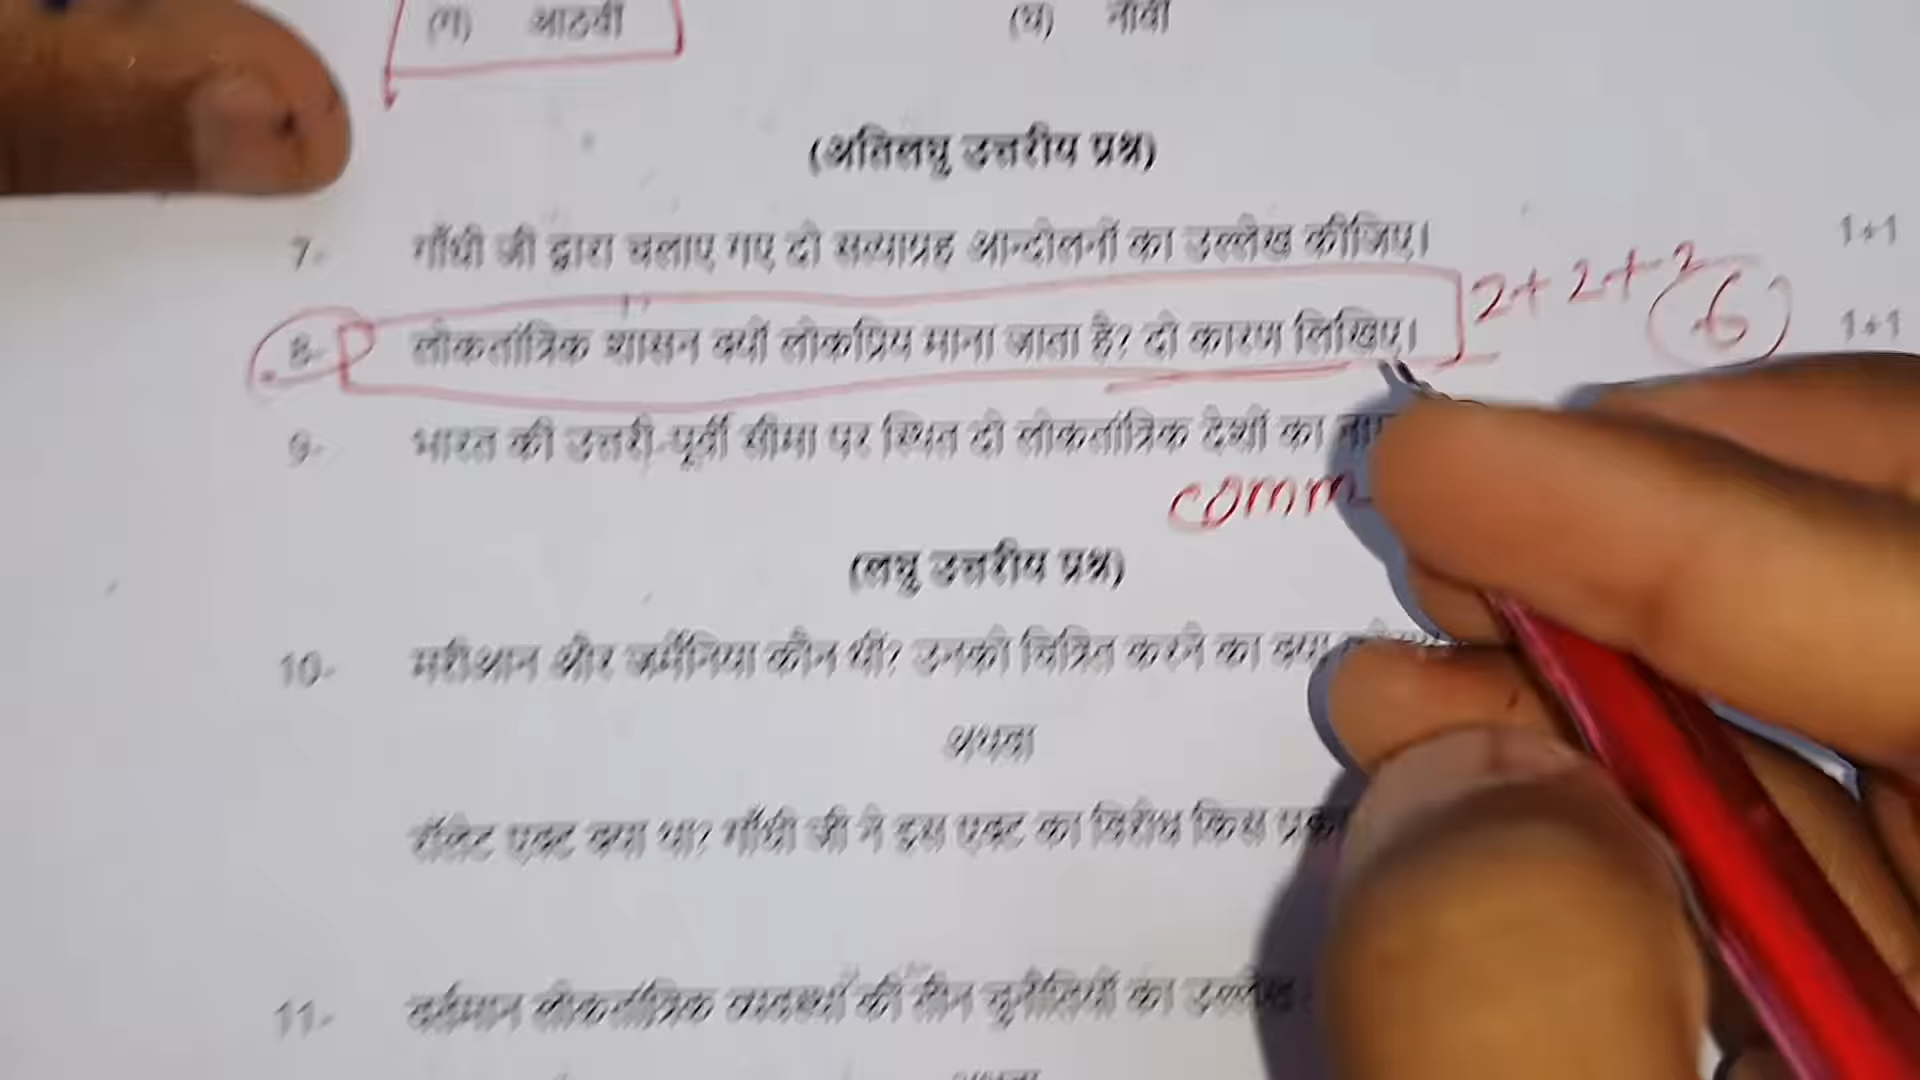 (ग) आठवीं (घ) नौवीं
(अतिलघु उत्तरीय प्रश्न)
7- गाँधी जी द्वारा चलाए गए दो सत्याग्रह आन्दोलनों का उल्लेख कीजिए। 1+1
2+2+2 6
8- लोकतांत्रिक शासन क्यों लोकप्रिय माना जाता है? दो कारण लिखिए। 1+1
9- भारत की उत्तरी-पूर्वी सीमा पर स्थित दो लोकतांत्रिक देशों का
comm
(लघु उत्तरीय प्रश्न)
10- मरीआन और जर्मेनिया कौन थीं? उनको चित्रित करने का क्या
अथवा
रॉलेट एक्ट क्या था? गाँधी जी ने इस एक्ट का विरोध किस
11- वर्तमान लोकतांत्रिक व्यवस्था की तीन चुनौतियों का उल्लेख
अथवा